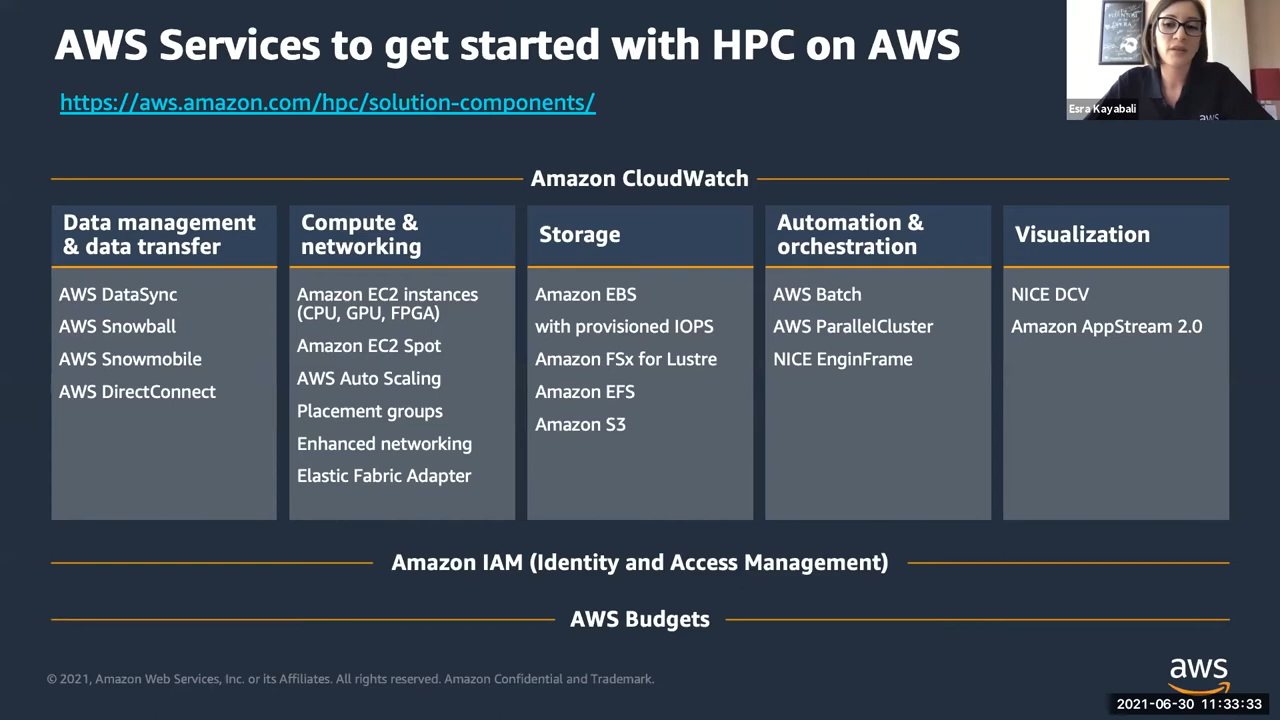 AWS Services to get started with HPC on AWS
https://aws.amazon.com/hpc/solution-components/
Esra Kayabali
aws
Amazon CloudWatch
Data management
& data transfer
AWS DataSync
AWS Snowball
AWS Snowmobile
AWS DirectConnect
Compute &
networking
Amazon EC2 instances
(CPU, GPU, FPGA)
Amazon EC2 Spot
AWS Auto Scaling
Placement groups
Enhanced networking
Elastic Fabric Adapter
Storage
Amazon EBS
with provisioned IOPS
Amazon FSx for Lustre
Amazon EFS
Amazon S3
Automation &
orchestration
AWS Batch
AWS ParallelCluster
NICE EnginFrame
Visualization
NICE DCV
Amazon AppStream 2.0
Amazon IAM (Identity and Access Management)
AWS Budgets
© 2021, Amazon Web Services, Inc. or its Affiliates. All rights reserved. Amazon Confidential and Trademark.
aws
2021-06-30 11:33:33